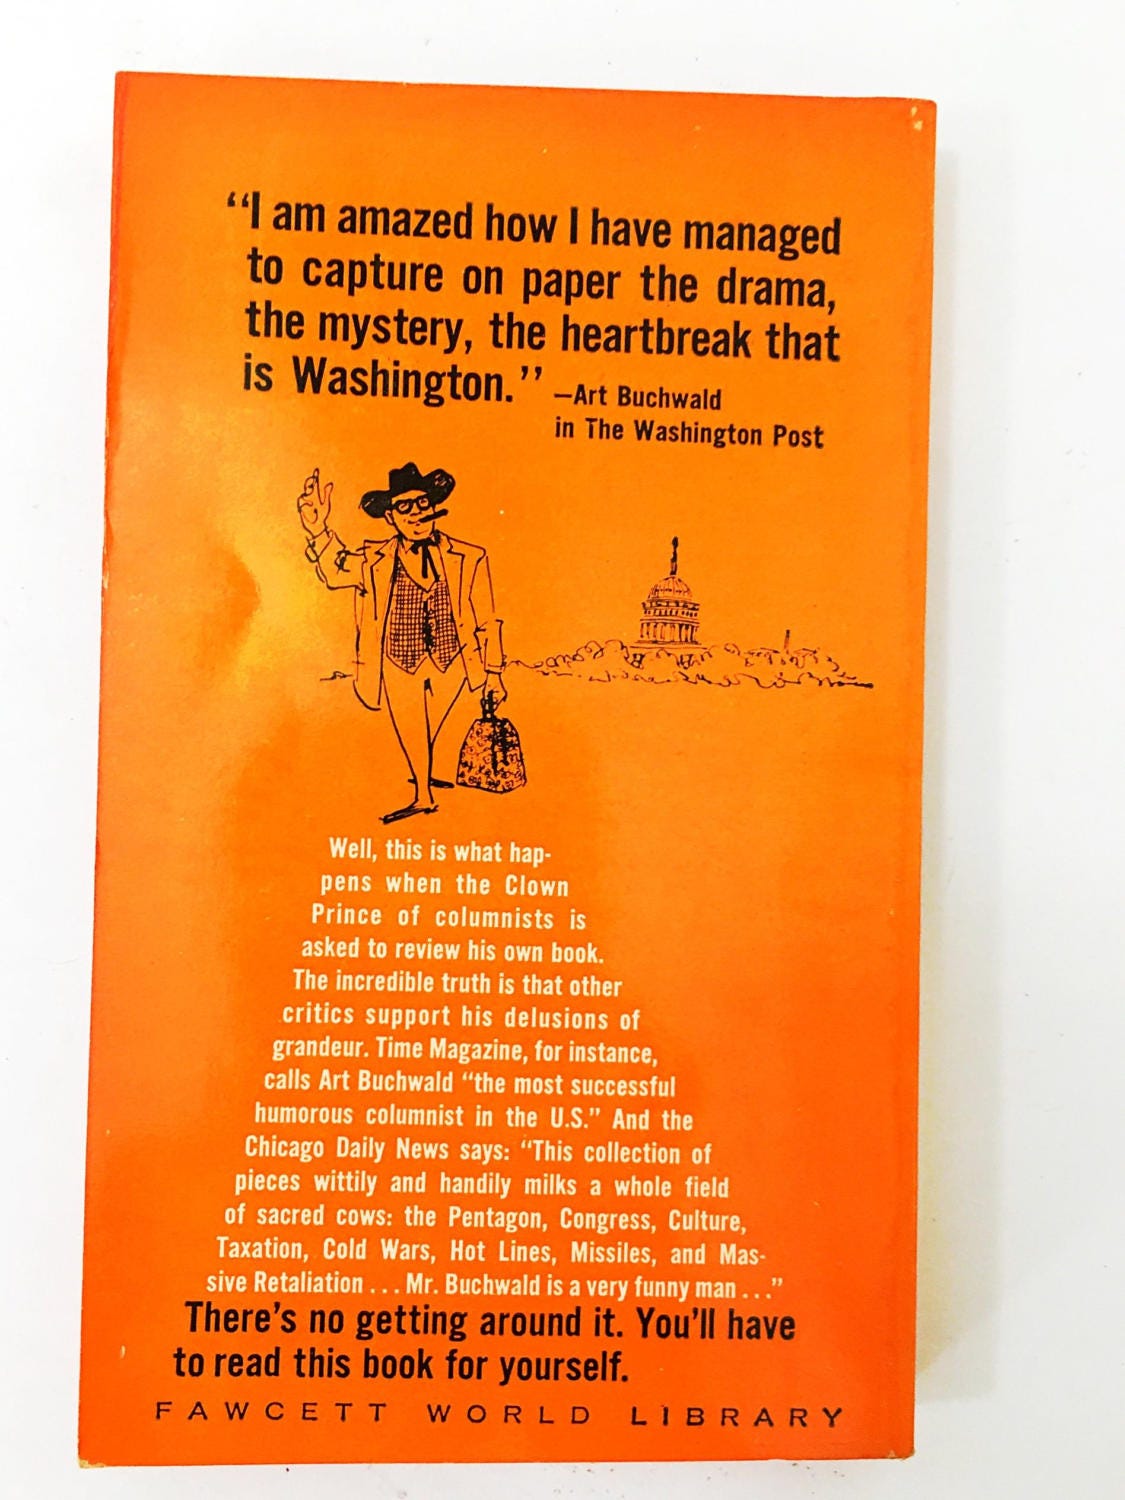 “I am amazed how I have managed
to capture on paper the drama,
the mystery, the heartbreak that
is Washington.” —Art Buchwald
in The Washington Post
Well, this is what hap-
pens when the Clown
Prince of columnists is
asked to review his own book.
The incredible truth is that other
critics support his delusions of
grandeur. Time Magazine, for instance,
calls Art Buchwald “the most successful
humorous columnist in the U.S.” And the
Chicago Daily News says: “This collection of
pieces wittily and handily milks a whole field
of sacred cows: the Pentagon, Congress, Culture,
Taxation, Cold Wars, Hot Lines, Missiles, and Mas-
sive Retaliation . . . Mr. Buchwald is a very funny man . . .”
There’s no getting around it. You’ll have
to read this book for yourself.
FAWCETT WORLD LIBRARY